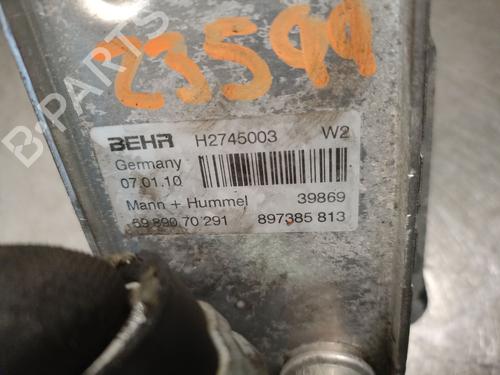 23599
B-PARTS
BEHR H2745003 W2
Germany
07.01.10
Mann + Hummel 39869
69 890 70 291 897385 813